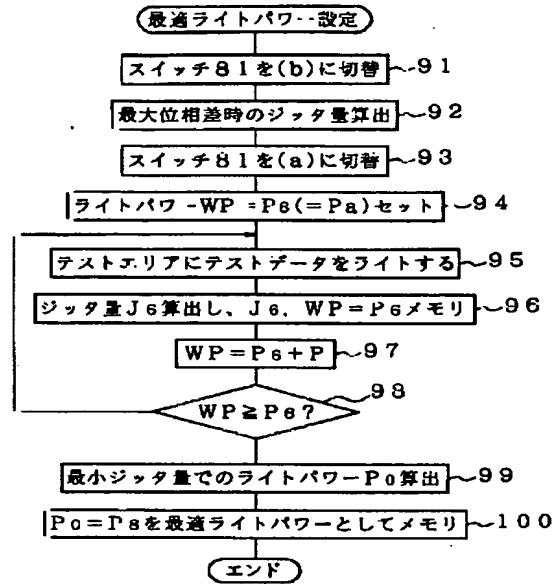 最適ライトパワー設定
スイッチ81を(b)に切替 91
最大位相差時のジッタ量算出 92
スイッチ81を(a)に切替 93
ライトパワーWP=P6(=Pa)セット 94
テストエリアにテストデータをライトする 95
ジッタ量J6算出し、J6, WP=P6メモリ 96
WP=P6+P 97
98
WP≧P6?
最小ジッタ量でのライトパワーP0算出 99
P0=P8を最適ライトパワーとしてメモリ 100
エンド